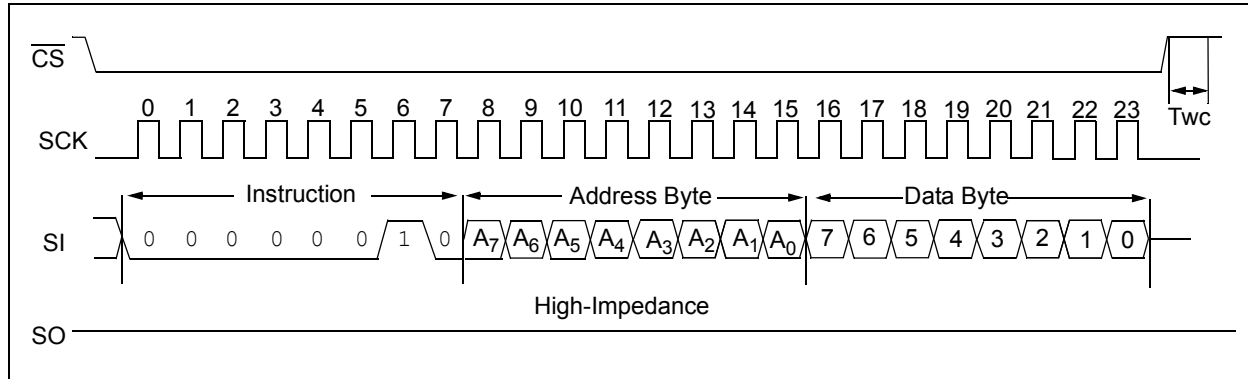 CS
0 1 2 3 4 5 6 7 8 9 10 11 12 13 14 15 16 17 18 19 20 21 22 23
Twc
SCK
Instruction Address Byte Data Byte
SI 0 0 0 0 0 0 1 0 A7 A6 A5 A4 A3 A2 A1 A0 7 6 5 4 3 2 1 0
High-Impedance
SO